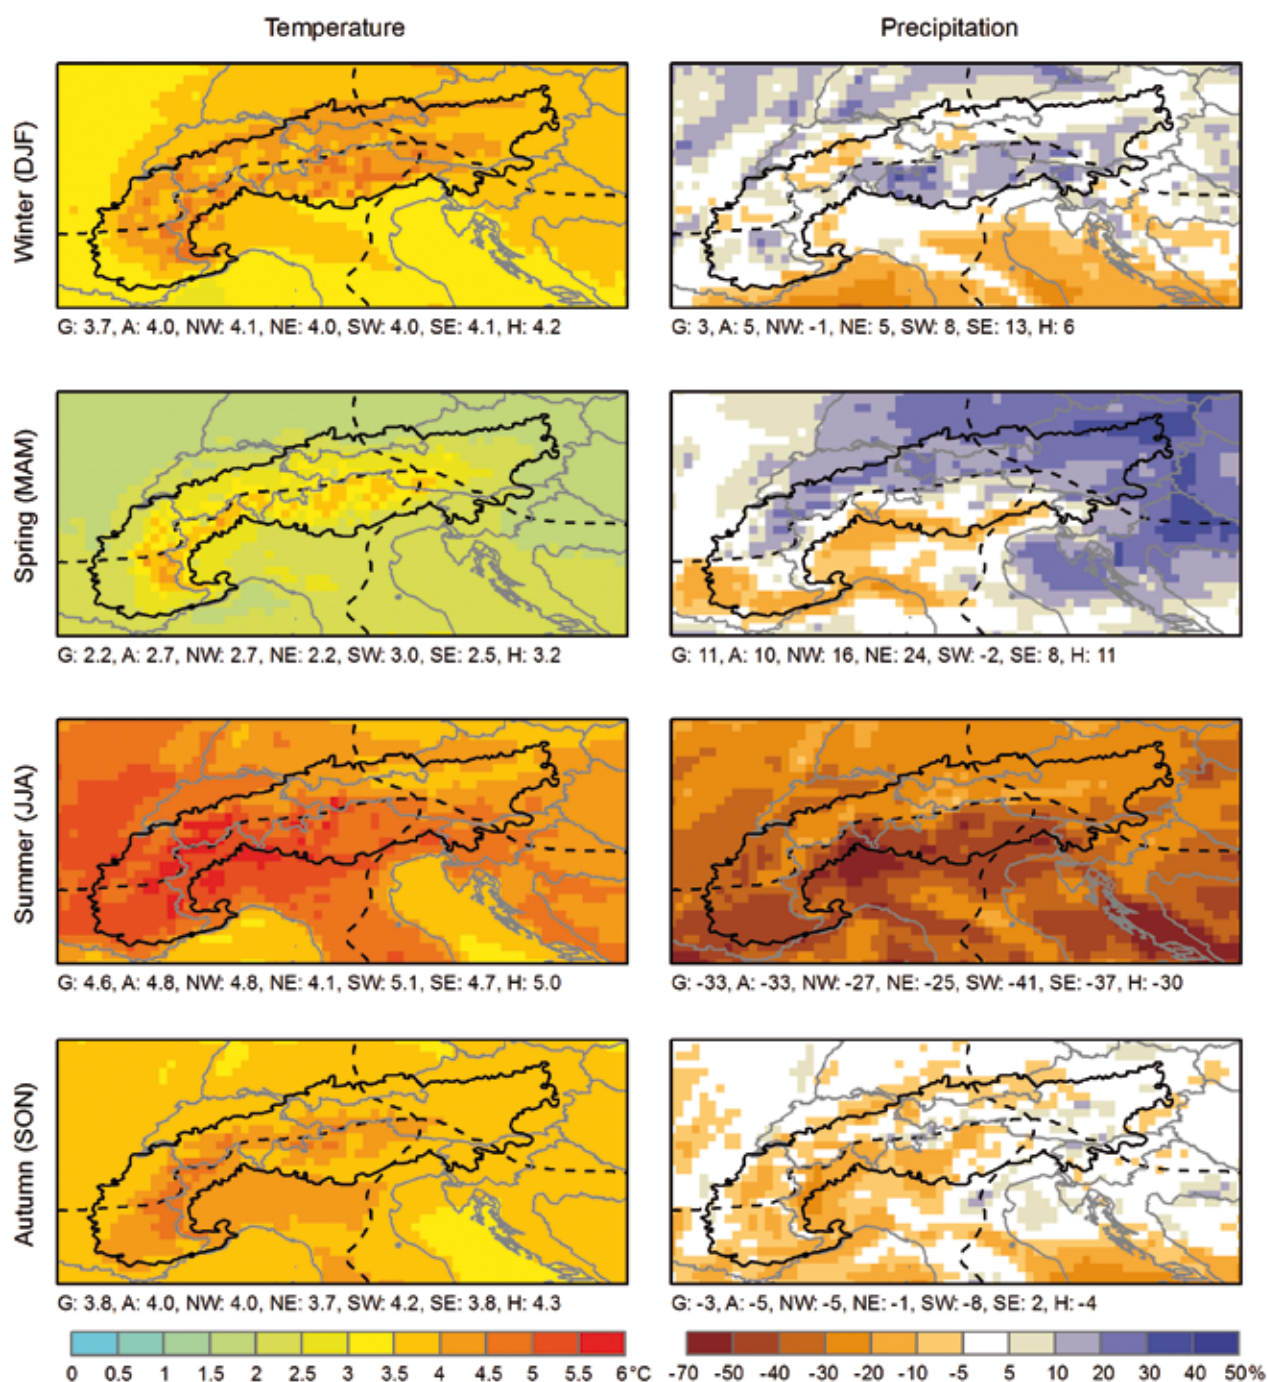 Temperature
Precipitation
Winter (DJF)
G: 3.7, A: 4.0, NW: 4.1, NE: 4.0, SW: 4.0, SE: 4.1, H: 4.2
G: 3, A: 5, NW: -1, NE: 5, SW: 8, SE: 13, H: 6
Spring (MAM)
G: 2.2, A: 2.7, NW: 2.7, NE: 2.2, SW: 3.0, SE: 2.5, H: 3.2
G: 11, A: 10, NW: 16, NE: 24, SW: -2, SE: 8, H: 11
Summer (JJA)
G: 4.6, A: 4.8, NW: 4.8, NE: 4.1, SW: 5.1, SE: 4.7, H: 5.0
G: -33, A: -33, NW: -27, NE: -25, SW: -41, SE: -37, H: -30
Autumn (SON)
G: 3.8, A: 4.0, NW: 4.0, NE: 3.7, SW: 4.2, SE: 3.8, H: 4.3
G: -3, A: -5, NW: -5, NE: -1, SW: -8, SE: 2, H: -4
0 0.5 1 1.5 2 2.5 3 3.5 4 4.5 5 5.5 6°C
-70 -50 -40 -30 -20 -10 -5 5 10 20 30 40 50%